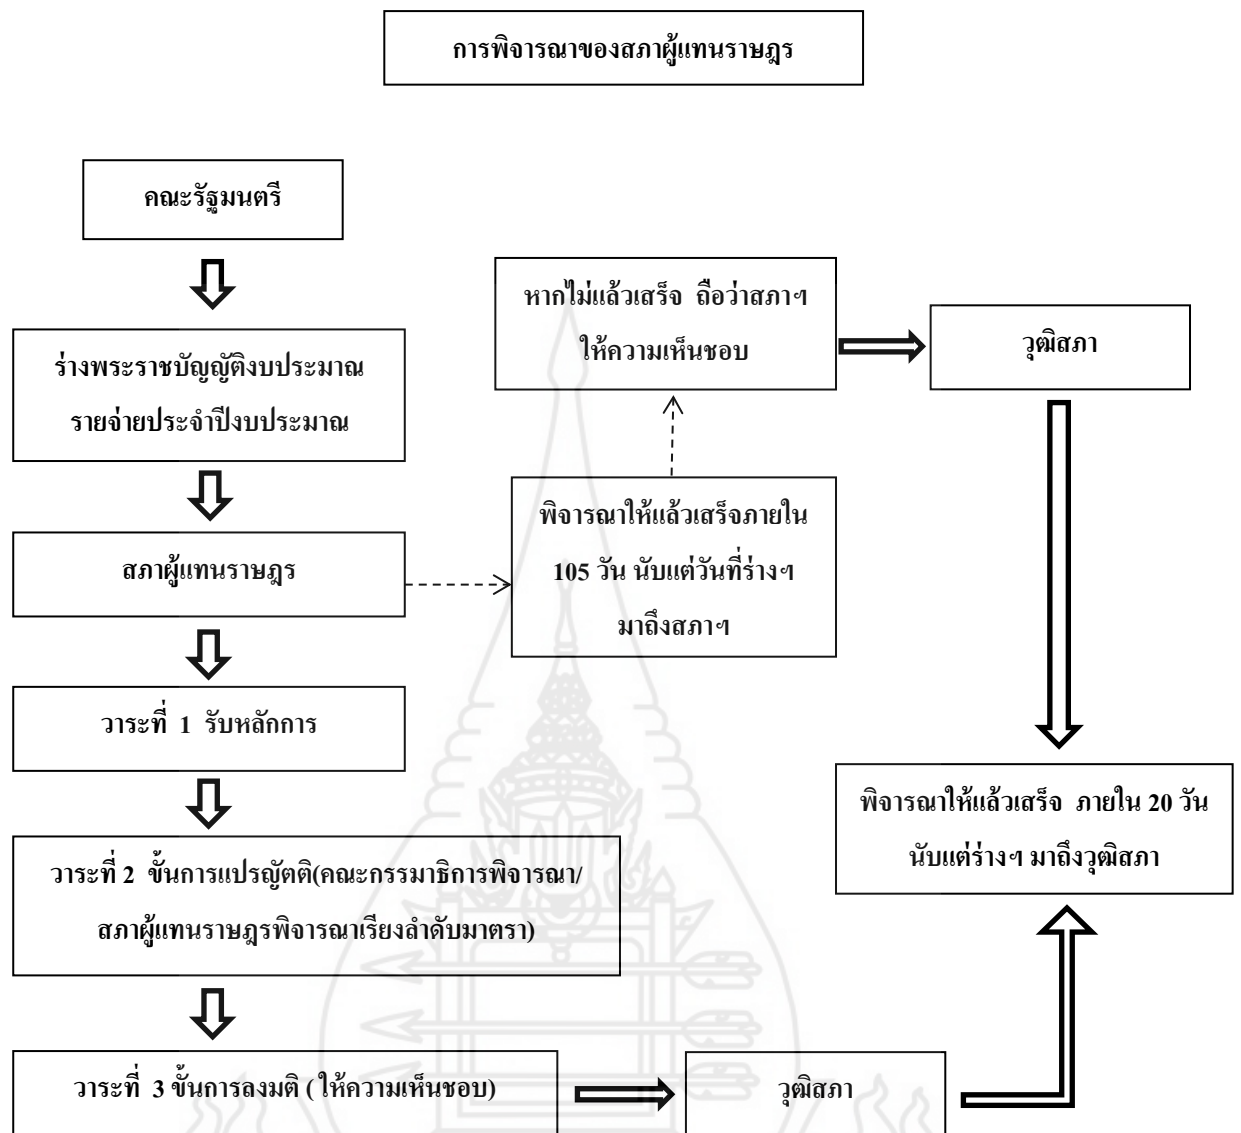 การพิจารณาของสภาผู้แทนราษฎร
คณะรัฐมนตรี
ร่างพระราชบัญญัติงบประมาณ
รายจ่ายประจำปีงบประมาณ
สภาผู้แทนราษฎร
วาระที่ 1 รับหลักการ
วาระที่ 2 ขั้นการแปรญัตติ(คณะกรรมาธิการพิจารณา/
สภาผู้แทนราษฎรพิจารณาเรียงลำดับมาตรา)
วาระที่ 3 ขั้นการลงมติ ( ให้ความเห็นชอบ)
วุฒิสภา
พิจารณาให้แล้วเสร็จภายใน
105 วัน นับแต่วันที่ร่างฯ
มาถึงสภาฯ
หากไม่แล้วเสร็จ ถือว่าสภาฯ
ให้ความเห็นชอบ
วุฒิสภา
พิจารณาให้แล้วเสร็จ ภายใน 20 วัน
นับแต่ร่างฯ มาถึงวุฒิสภา